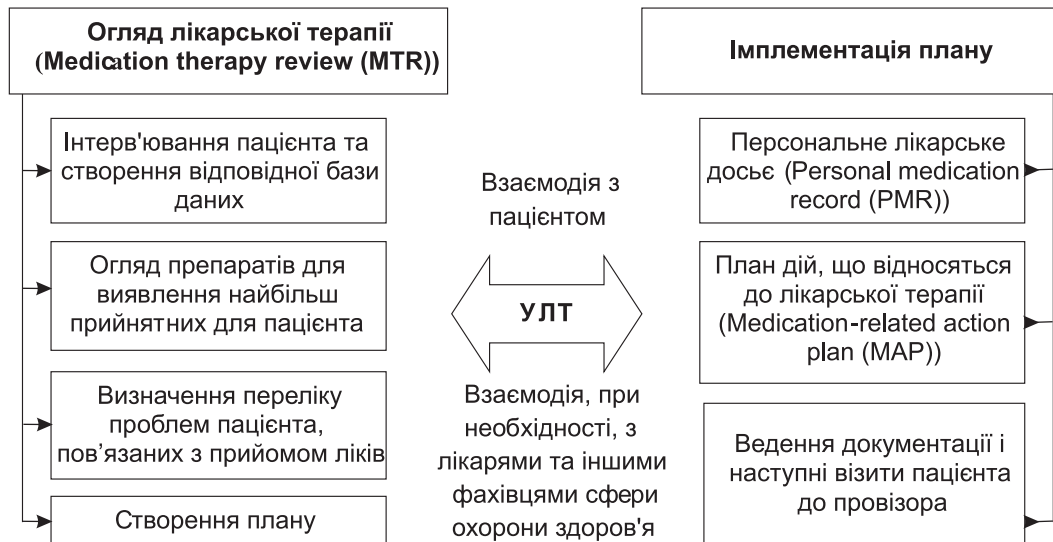 Огляд лікарської терапії
(Medication therapy review (MTR))
Інтерв'ювання пацієнта та
створення відповідної бази
даних
Огляд препаратів для
виявлення найбільш
прийнятних для пацієнта
Визначення переліку
проблем пацієнта,
пов’язаних з прийомом ліків
Створення плану
Взаємодія з
пацієнтом
УЛТ
Взаємодія, при
необхідності, з
лікарями та іншими
фахівцями сфери
охорони здоров'я
Імплементація плану
Персональне лікарське
досьє (Personal medication
record (PMR))
План дій, що відносяться
до лікарської терапії
(Medication-related action
plan (MAP))
Ведення документації і
наступні візити пацієнта
до провізора